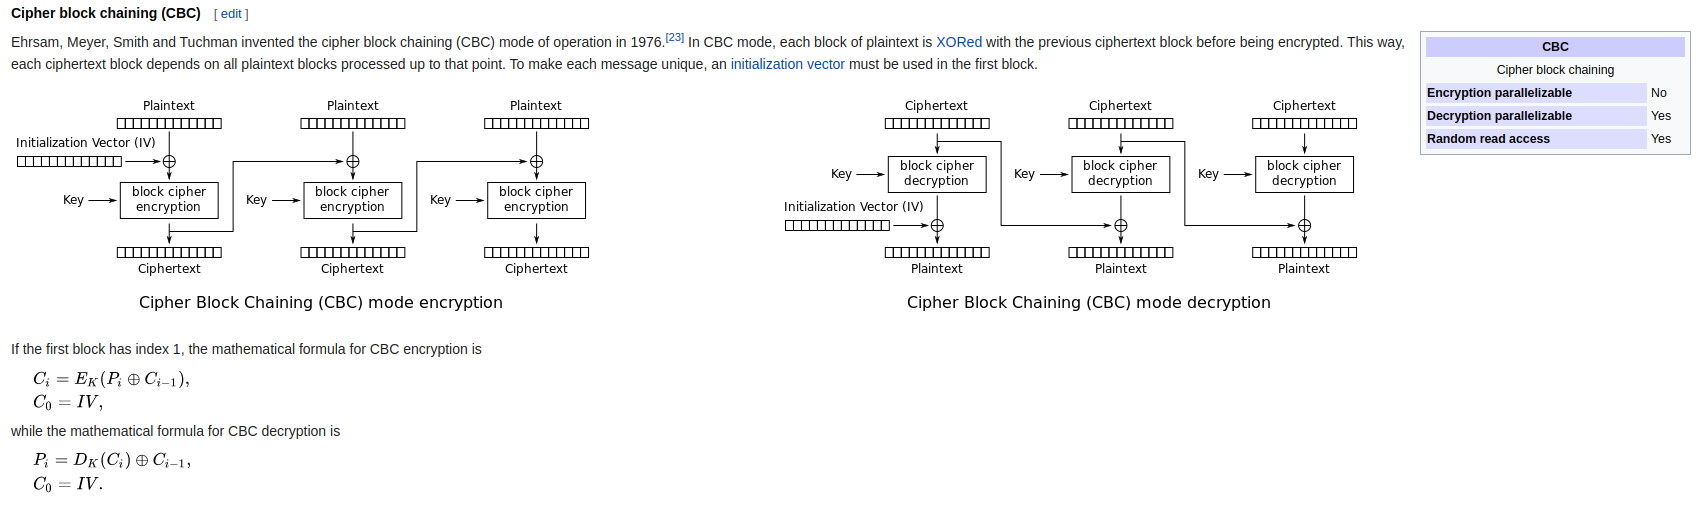 Cipher block chaining (CBC) [ edit ]
Ehrsam, Meyer, Smith and Tuchman invented the cipher block chaining (CBC) mode of operation in 1976.[23] In CBC mode, each block of plaintext is XORed with the previous ciphertext block before being encrypted. This way,
each ciphertext block depends on all plaintext blocks processed up to that point. To make each message unique, an initialization vector must be used in the first block.
CBC
Cipher block chaining
Encryption parallelizable No
Decryption parallelizable Yes
Random read access Yes
Plaintext Plaintext Plaintext
Initialization Vector (IV)
Key block cipher encryption Key block cipher encryption Key block cipher encryption
Ciphertext Ciphertext Ciphertext
Cipher Block Chaining (CBC) mode encryption
Ciphertext Ciphertext Ciphertext
Key block cipher decryption Key block cipher decryption Key block cipher decryption
Initialization Vector (IV)
Plaintext Plaintext Plaintext
Cipher Block Chaining (CBC) mode decryption
If the first block has index 1, the mathematical formula for CBC encryption is
C_i = E_K(P_i ⊕ C_{i−1}),
C_0 = IV,
while the mathematical formula for CBC decryption is
P_i = D_K(C_i) ⊕ C_{i−1},
C_0 = IV.